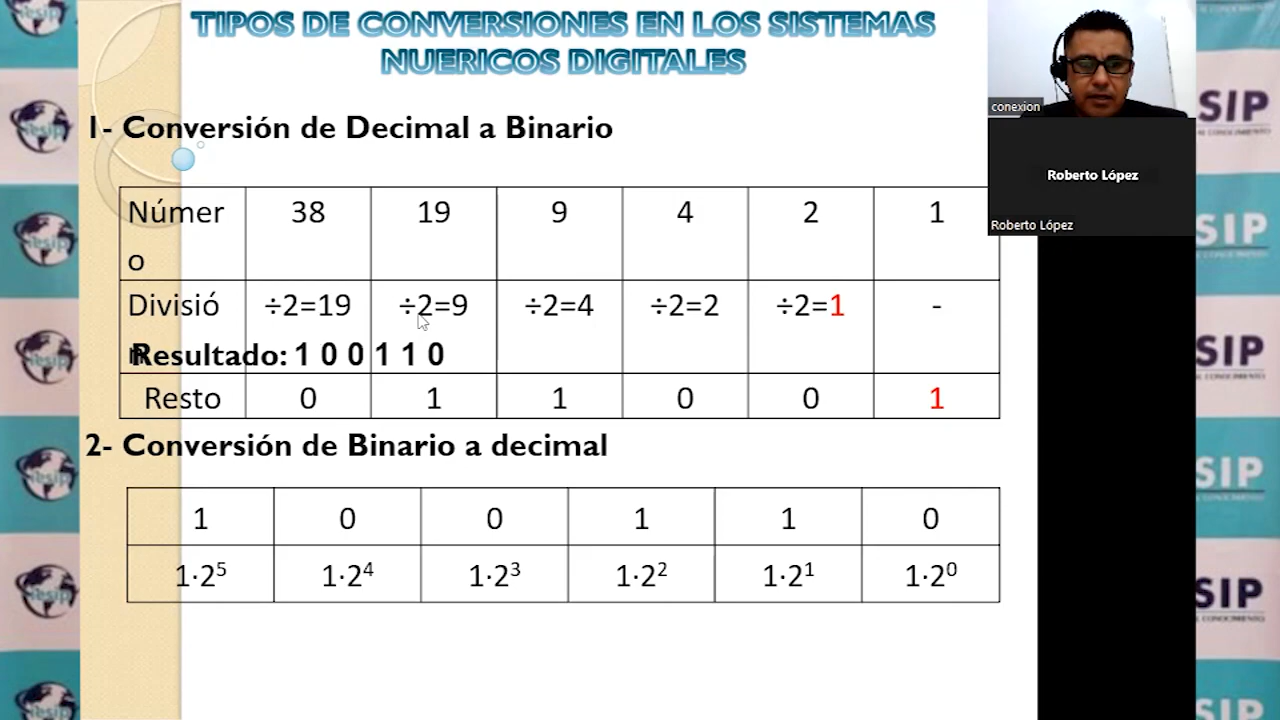 TIPOS DE CONVERSIONES EN LOS SISTEMAS
NUERICOS DIGITALES
1- Conversión de Decimal a Binario
Númer 38 19 9 4 2 1
o
Divisió ÷2=19 ÷2=9 ÷2=4 ÷2=2 ÷2=1 -
n
Resultado: 1 0 0 1 1 0
Resto 0 1 1 0 0 1
2- Conversión de Binario a decimal
1 0 0 1 1 0
1·2⁵ 1·2⁴ 1·2³ 1·2² 1·2¹ 1·2⁰
conexion
Roberto López
Roberto López
iesip
iesip
iesip
SIP
SIP
SIP
SIP
SIP